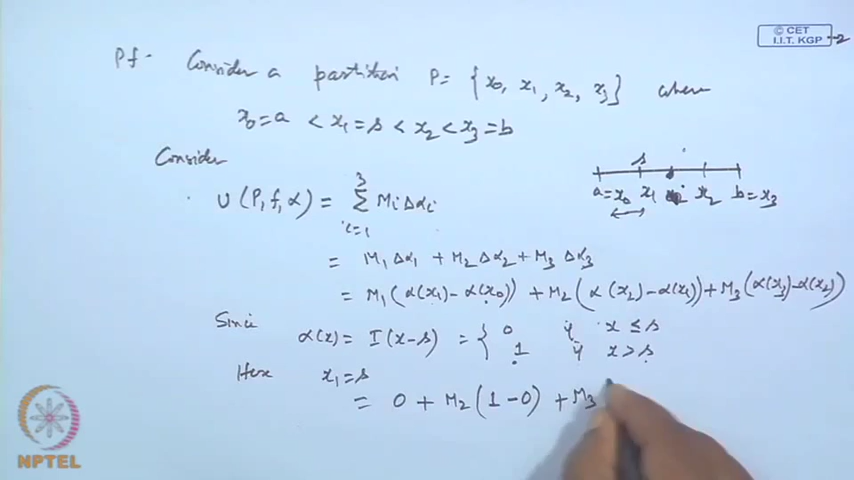 © CET
I.I.T. KGP
Pf - Consider a partition P = {x₀, x₁, x₂, x₃} where
x₀ = a < x₁ = s < x₂ < x₃ = b
Consider
s
a = x₀ x₁ x₂ b = x₃
U(P, f, α) = ∑ᵢ₌₁³ Mᵢ Δαᵢ
= M₁ Δα₁ + M₂ Δα₂ + M₃ Δα₃
= M₁(α(x₁) - α(x₀)) + M₂(α(x₂) - α(x₁)) + M₃(α(x₃) - α(x₂))
Since α(x) = I(x-s) = { 0 if x ≤ s
1 if x > s
Here x₁ = s
= 0 + M₂(1-0) + M₃
NPTEL